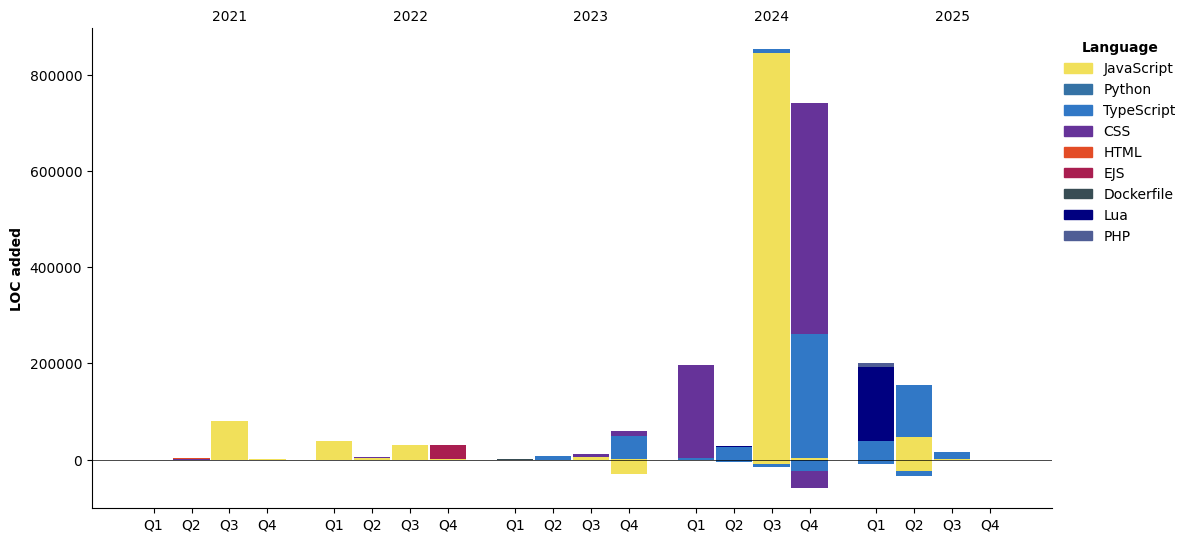 2021 2022 2023 2024 2025
Language
JavaScript
Python
TypeScript
CSS
HTML
EJS
Dockerfile
Lua
PHP
LOC added
800000
600000
400000
200000
0
Q1 Q2 Q3 Q4 Q1 Q2 Q3 Q4 Q1 Q2 Q3 Q4 Q1 Q2 Q3 Q4 Q1 Q2 Q3 Q4